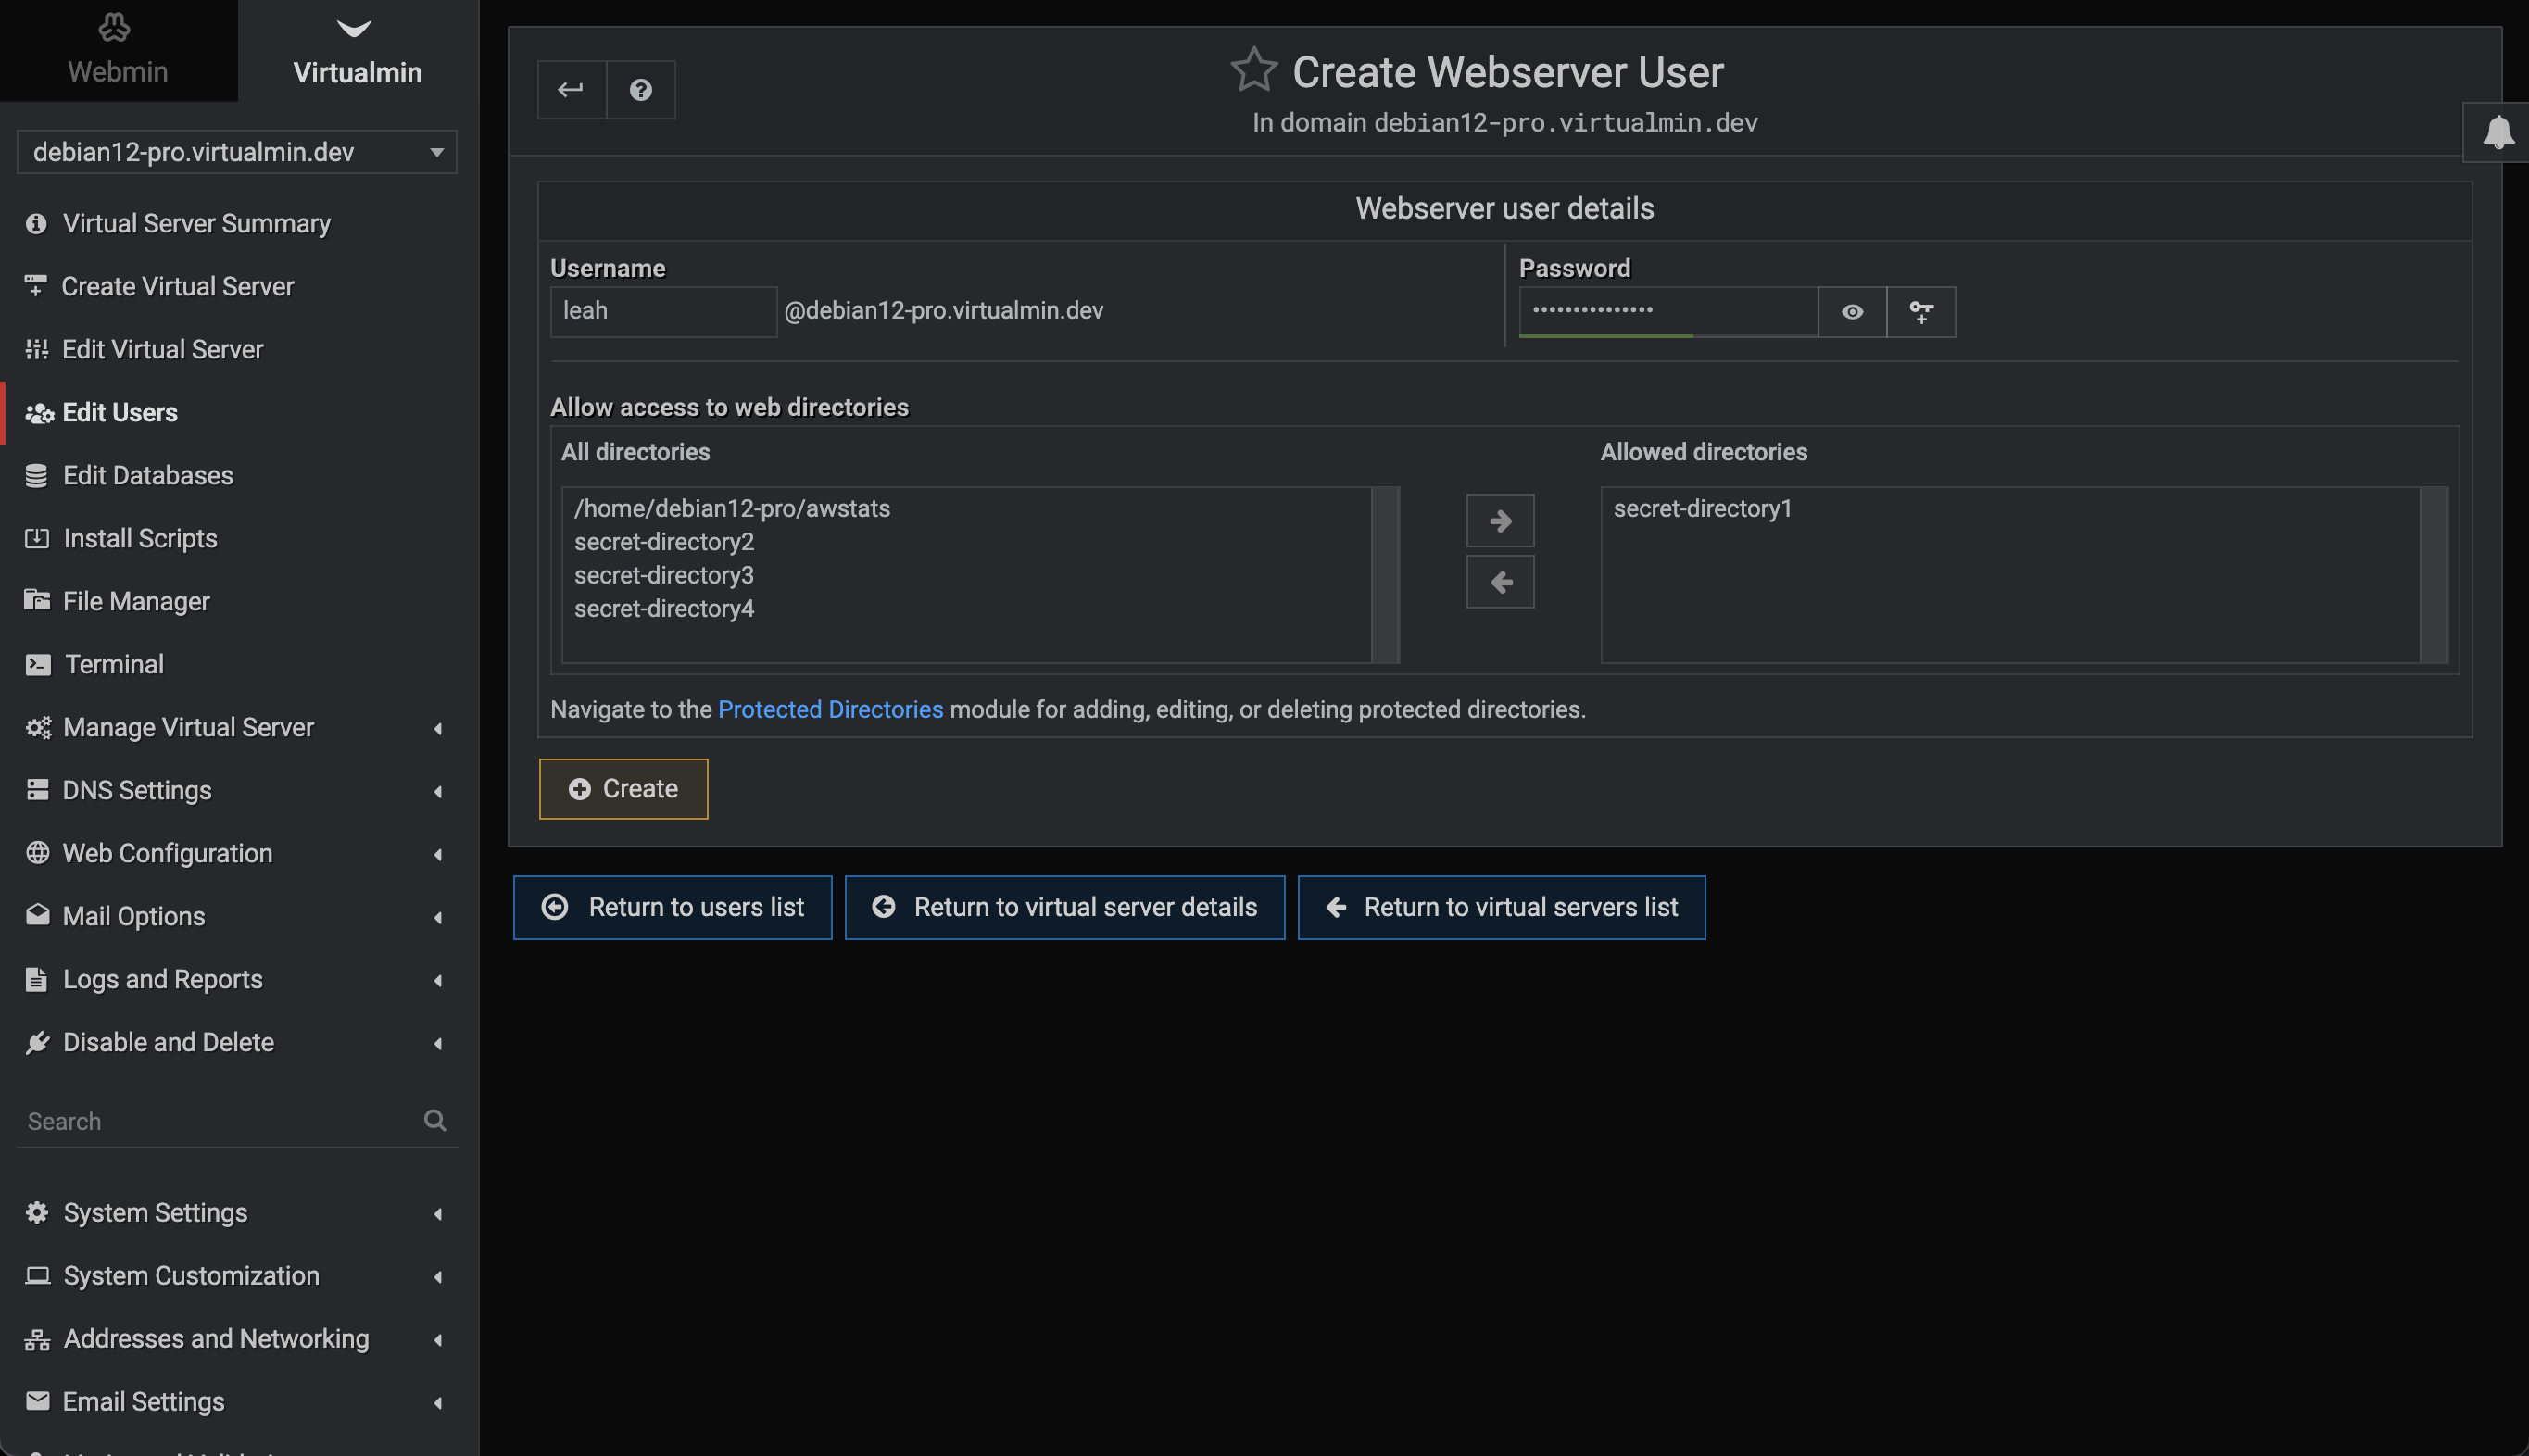 Webmin
Virtualmin
debian12-pro.virtualmin.dev
Virtual Server Summary
Create Virtual Server
Edit Virtual Server
Edit Users
Edit Databases
Install Scripts
File Manager
Terminal
Manage Virtual Server
DNS Settings
Web Configuration
Mail Options
Logs and Reports
Disable and Delete
Search
System Settings
System Customization
Addresses and Networking
Email Settings
Create Webserver User
In domain debian12-pro.virtualmin.dev
Webserver user details
Username
leah @debian12-pro.virtualmin.dev
Password
•••••••••••••••
Allow access to web directories
All directories
/home/debian12-pro/awstats
secret-directory2
secret-directory3
secret-directory4
Allowed directories
secret-directory1
Navigate to the Protected Directories module for adding, editing, or deleting protected directories.
Create
Return to users list
Return to virtual server details
Return to virtual servers list